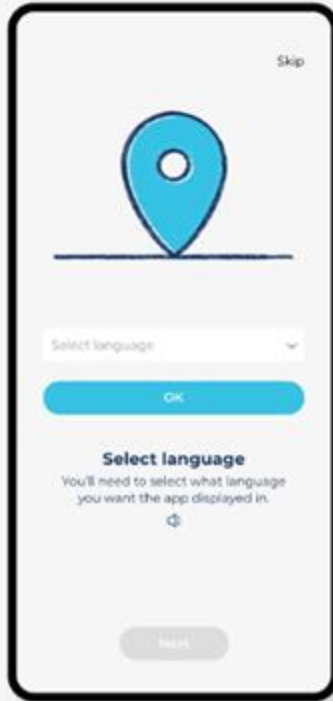 Skip
Select language
OK
Select language
You'll need to select what language
you want the app displayed in.
Next